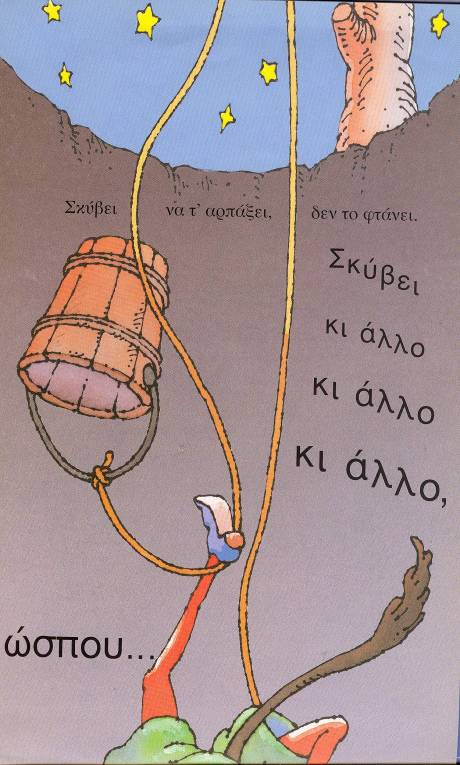 Σκύβει να τ' αρπάξει, δεν το φτάνει.
Σκύβει
κι άλλο
κι άλλο
κι άλλο,
ώσπου...